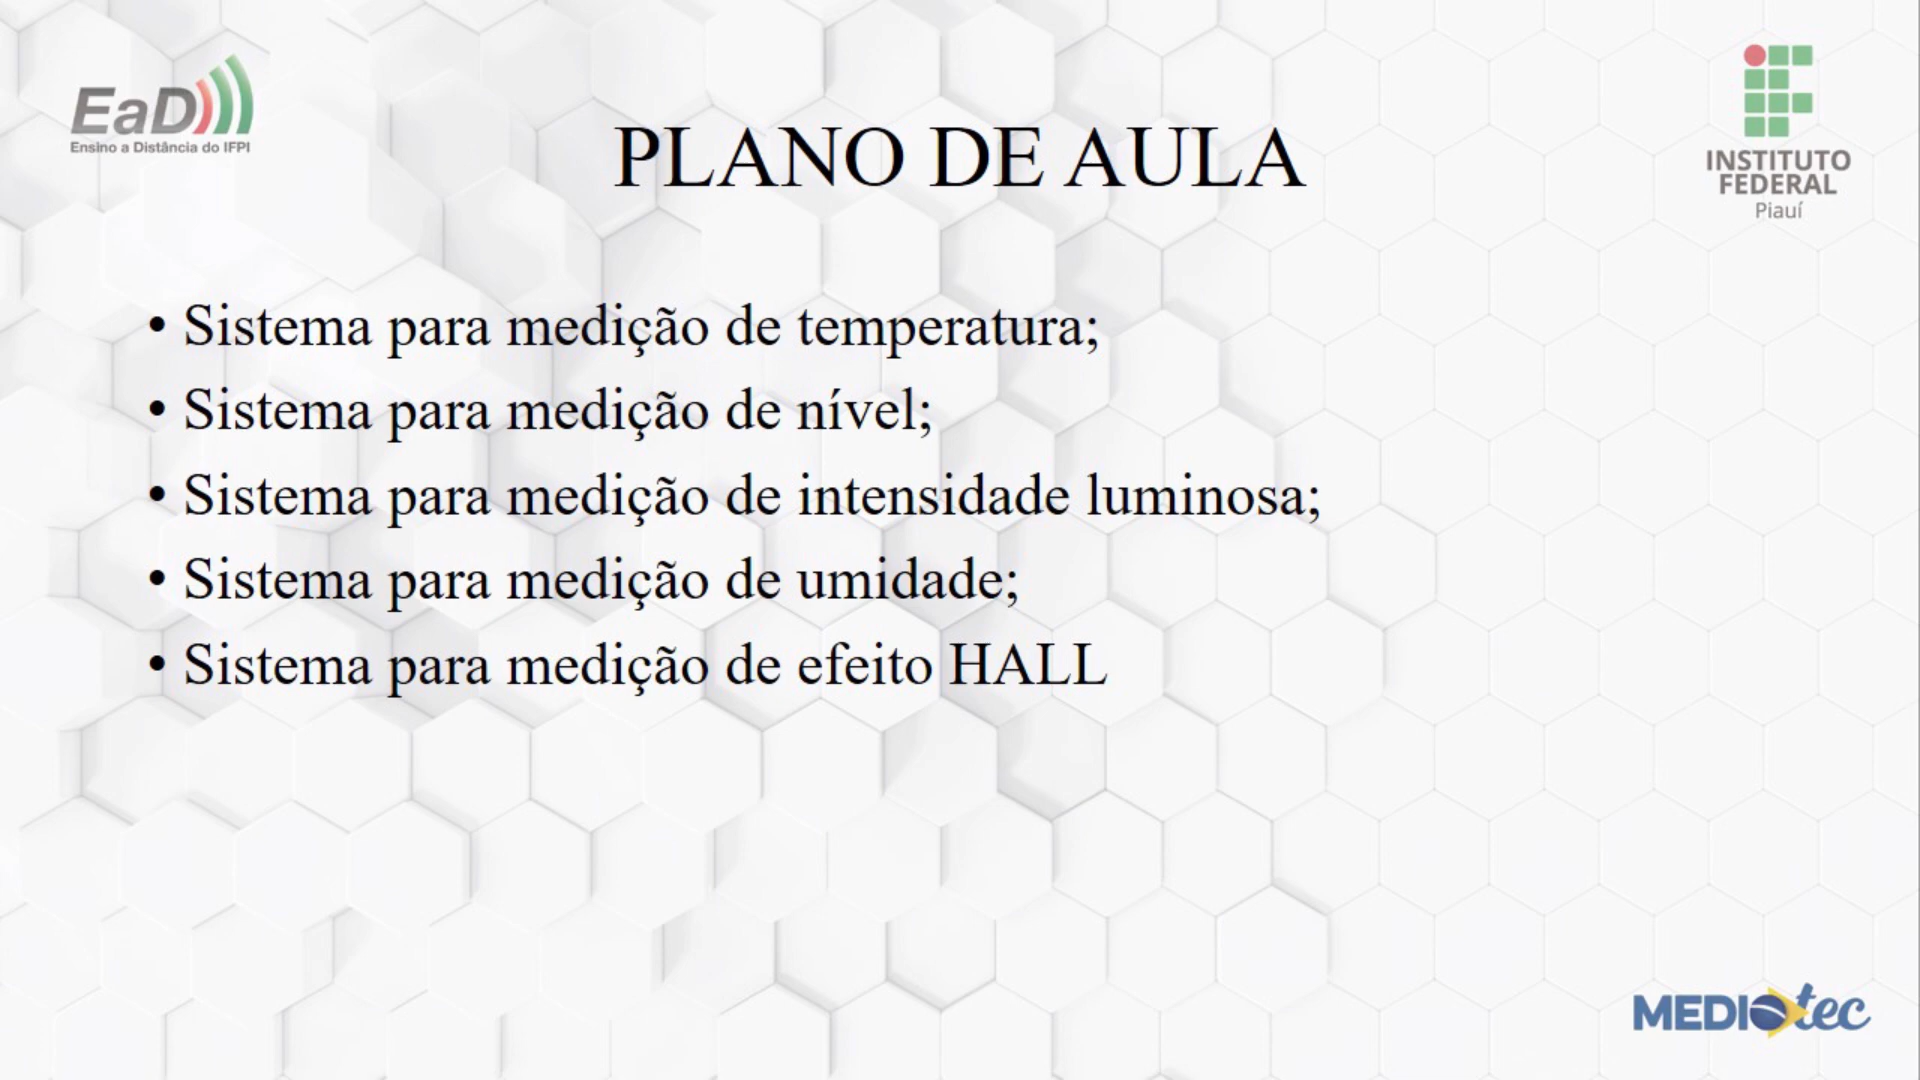 EaD
Ensino a Distância do IFPI
INSTITUTO
FEDERAL
Piauí
PLANO DE AULA
• Sistema para medição de temperatura;
• Sistema para medição de nível;
• Sistema para medição de intensidade luminosa;
• Sistema para medição de umidade;
• Sistema para medição de efeito HALL
MEDIOtec